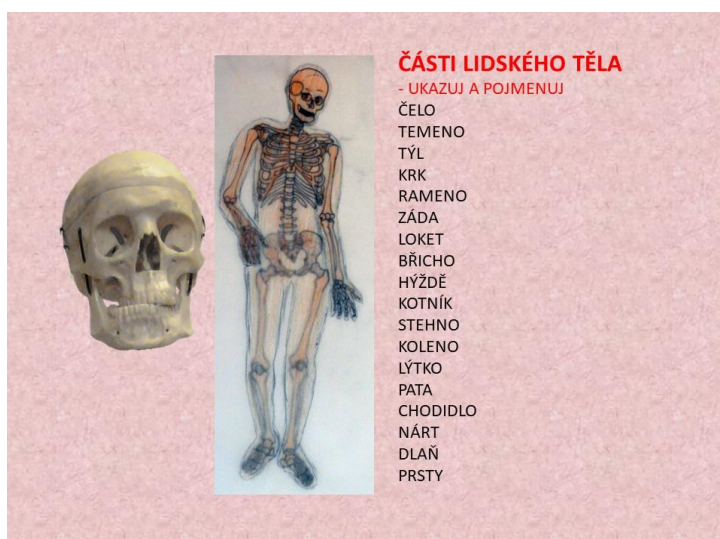 ČÁSTI LIDSKÉHO TĚLA
- UKAZUJ A POJMENUJ
ČELO
TEMENO
TÝL
KRK
RAMENO
ZÁDA
LOKET
BŘICHO
HÝŽDĚ
KOTNÍK
STEHNO
KOLENO
LÝTKO
PATA
CHODIDLO
NÁRT
DLAŇ
PRSTY